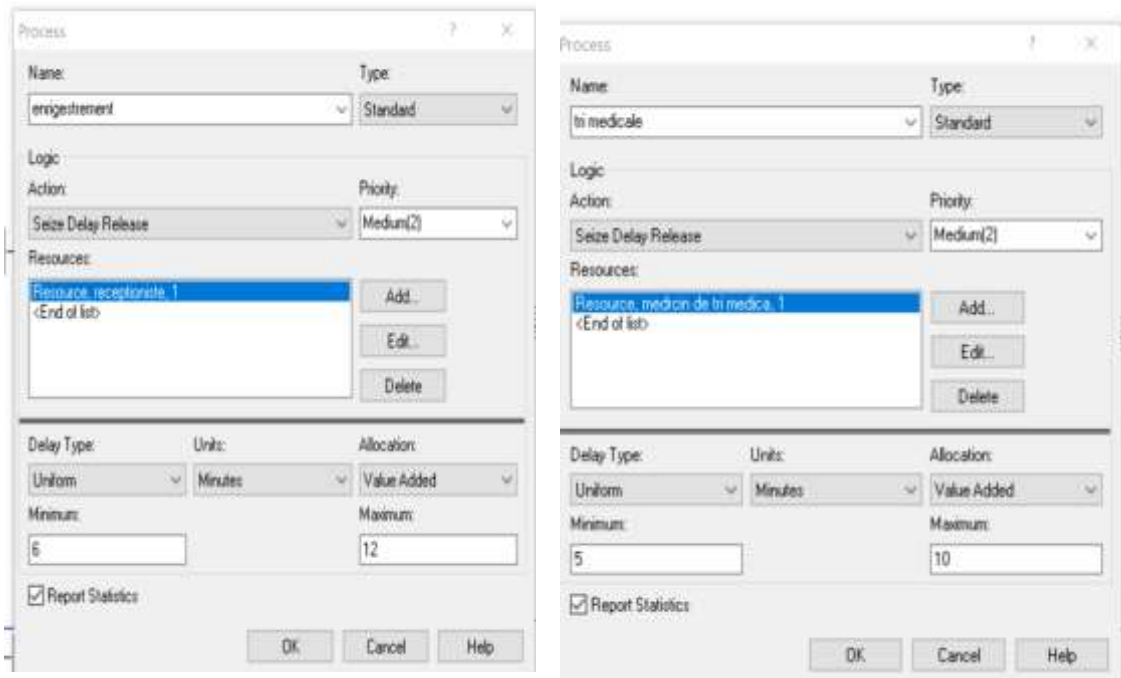 Process ? ×
Name: Type:
enrigestrement Standard
Logic
Action: Priority:
Seize Delay Release Medium(2)
Resources:
Resource, receptioniste, 1
<End of list>
Add...
Edit...
Delete
Delay Type: Units: Allocation:
Uniform Minutes Value Added
Minimum: Maximum:
6 12
Report Statistics
OK Cancel Help
Process ? ×
Name: Type:
tri medicale Standard
Logic
Action: Priority:
Seize Delay Release Medium(2)
Resources:
Resource, medicin de tri medica, 1
<End of list>
Add...
Edit...
Delete
Delay Type: Units: Allocation:
Uniform Minutes Value Added
Minimum: Maximum:
5 10
Report Statistics
OK Cancel Help